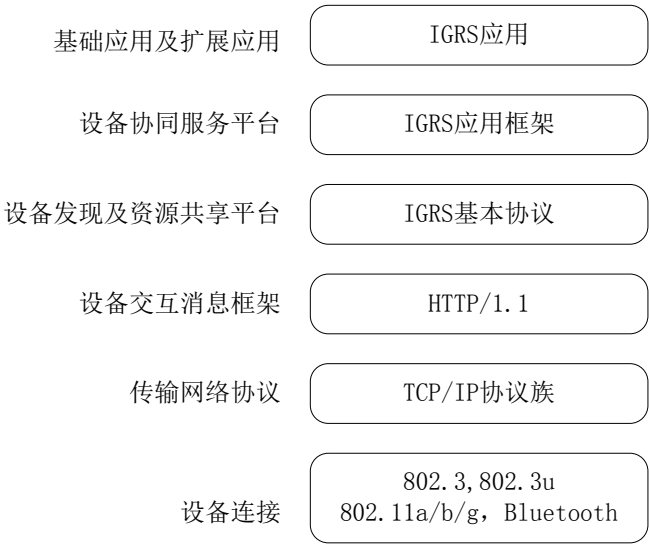 基础应用及扩展应用
IGRS应用
设备协同服务平台
IGRS应用框架
设备发现及资源共享平台
IGRS基本协议
设备交互消息框架
HTTP/1.1
传输网络协议
TCP/IP协议族
设备连接
802.3,802.3u
802.11a/b/g，Bluetooth